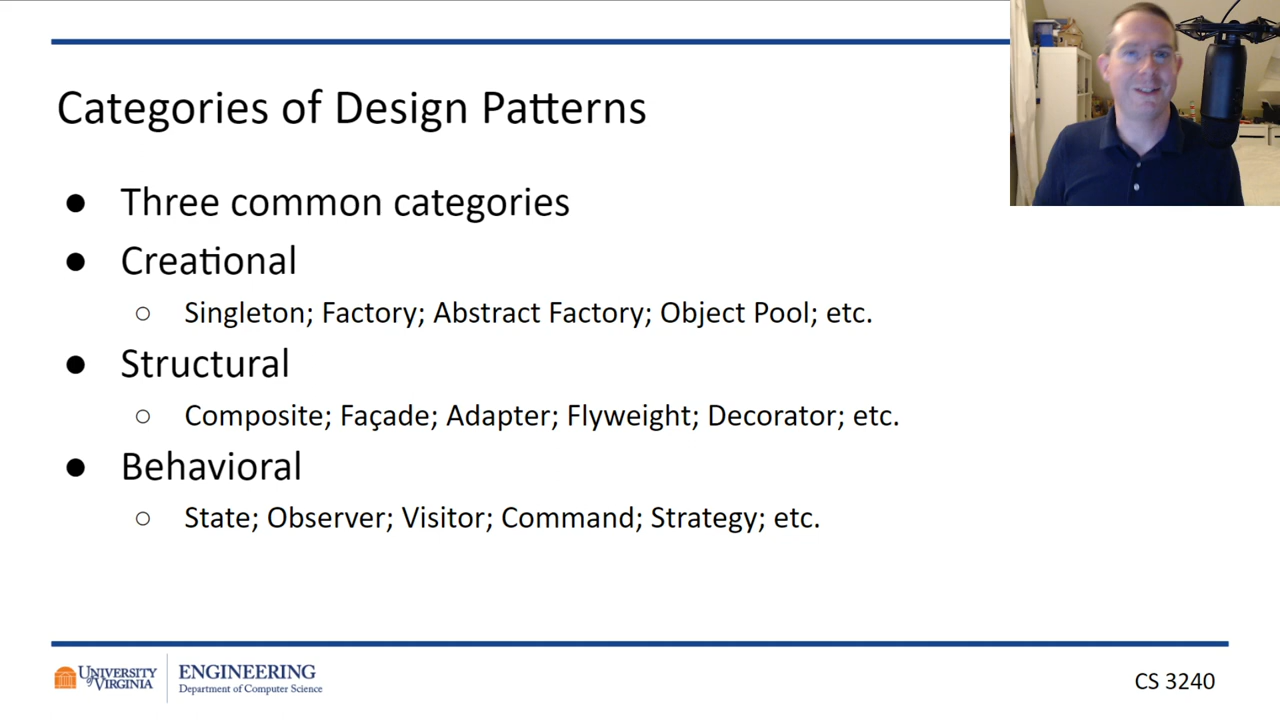 Categories of Design Patterns
● Three common categories
● Creational
○ Singleton; Factory; Abstract Factory; Object Pool; etc.
● Structural
○ Composite; Façade; Adapter; Flyweight; Decorator; etc.
● Behavioral
○ State; Observer; Visitor; Command; Strategy; etc.
UNIVERSITY of VIRGINIA
ENGINEERING
Department of Computer Science
CS 3240